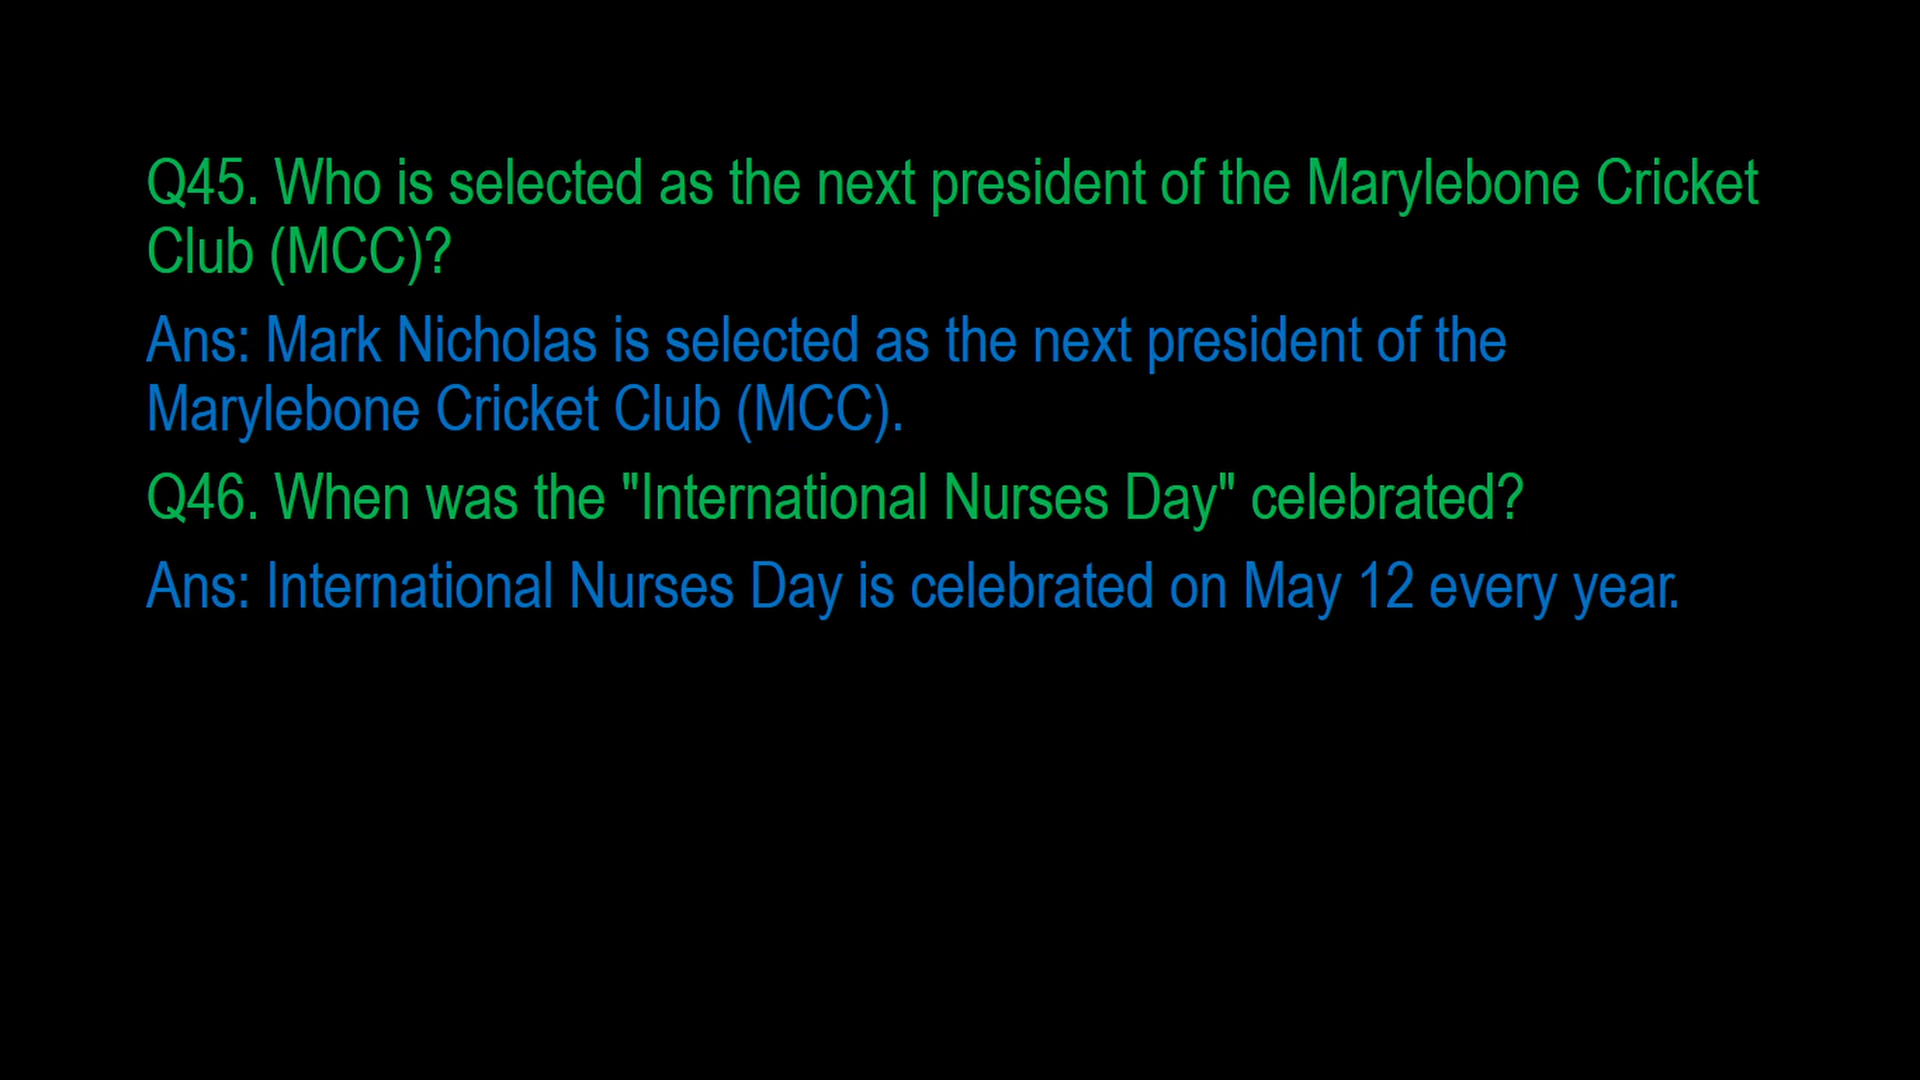 Q45. Who is selected as the next president of the Marylebone Cricket
Club (MCC)?
Ans: Mark Nicholas is selected as the next president of the
Marylebone Cricket Club (MCC).
Q46. When was the "International Nurses Day" celebrated?
Ans: International Nurses Day is celebrated on May 12 every year.